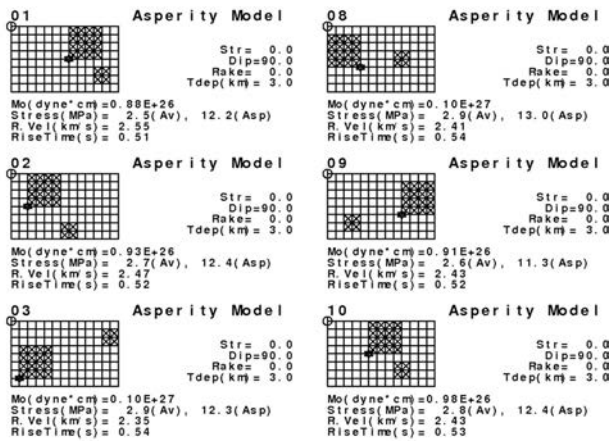 01 Asperity Model
Str= 0.0
Dip=90.0
Rake= 0.0
Tdep(km)= 3.0
Mo(dyne*cm)=0.88E+26
Stress(MPa)= 2.5(Av), 12.2(Asp)
R.Vel(km/s)= 2.55
RiseTime(s)= 0.51
02 Asperity Model
Str= 0.0
Dip=90.0
Rake= 0.0
Tdep(km)= 3.0
Mo(dyne*cm)=0.93E+26
Stress(MPa)= 2.7(Av), 12.4(Asp)
R.Vel(km/s)= 2.47
RiseTime(s)= 0.52
03 Asperity Model
Str= 0.0
Dip=90.0
Rake= 0.0
Tdep(km)= 3.0
Mo(dyne*cm)=0.10E+27
Stress(MPa)= 2.9(Av), 12.3(Asp)
R.Vel(km/s)= 2.35
RiseTime(s)= 0.54
08 Asperity Model
Str= 0.0
Dip=90.0
Rake= 0.0
Tdep(km)= 3.0
Mo(dyne*cm)=0.10E+27
Stress(MPa)= 2.9(Av), 13.0(Asp)
R.Vel(km/s)= 2.41
RiseTime(s)= 0.54
09 Asperity Model
Str= 0.0
Dip=90.0
Rake= 0.0
Tdep(km)= 3.0
Mo(dyne*cm)=0.91E+26
Stress(MPa)= 2.6(Av), 11.3(Asp)
R.Vel(km/s)= 2.43
RiseTime(s)= 0.52
10 Asperity Model
Str= 0.0
Dip=90.0
Rake= 0.0
Tdep(km)= 3.0
Mo(dyne*cm)=0.98E+26
Stress(MPa)= 2.8(Av), 12.4(Asp)
R.Vel(km/s)= 2.43
RiseTime(s)= 0.53